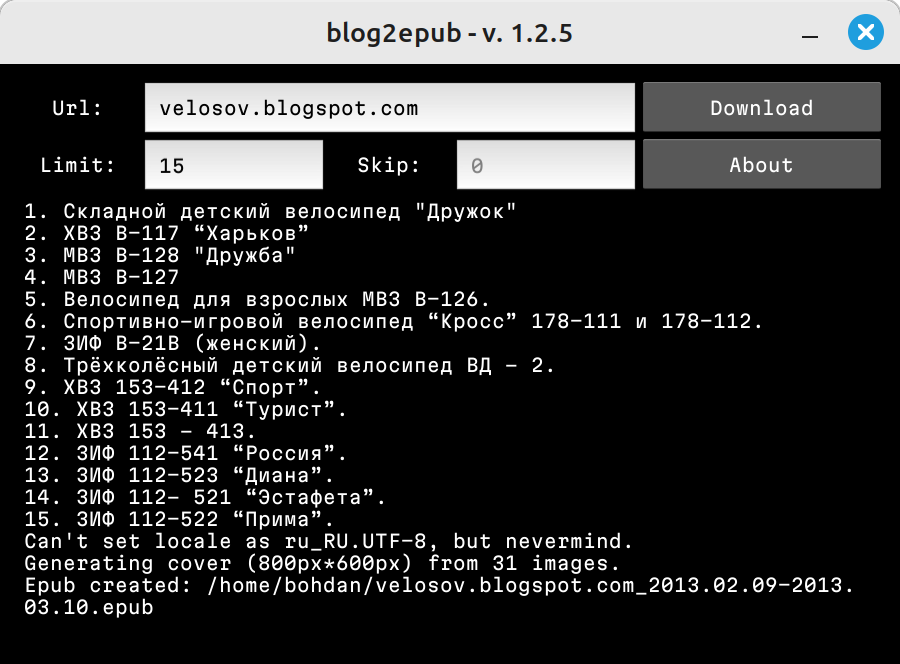 blog2epub - v. 1.2.5
Url: velosov.blogspot.com Download
Limit: 15 Skip: 0 About
1. Складной детский велосипед "Дружок"
2. ХВЗ В-117 “Харьков”
3. МВЗ В-128 "Дружба"
4. МВЗ В-127
5. Велосипед для взрослых МВЗ В-126.
6. Спортивно-игровой велосипед “Кросс” 178-111 и 178-112.
7. ЗИФ В-21В (женский).
8. Трёхколёсный детский велосипед ВД - 2.
9. ХВЗ 153-412 “Спорт”.
10. ХВЗ 153-411 “Турист”.
11. ХВЗ 153 - 413.
12. ЗИФ 112-541 “Россия”.
13. ЗИФ 112-523 “Диана”.
14. ЗИФ 112- 521 “Эстафета”.
15. ЗИФ 112-522 “Прима”.
Can't set locale as ru_RU.UTF-8, but nevermind.
Generating cover (800px*600px) from 31 images.
Epub created: /home/bohdan/velosov.blogspot.com_2013.02.09-2013.
03.10.epub